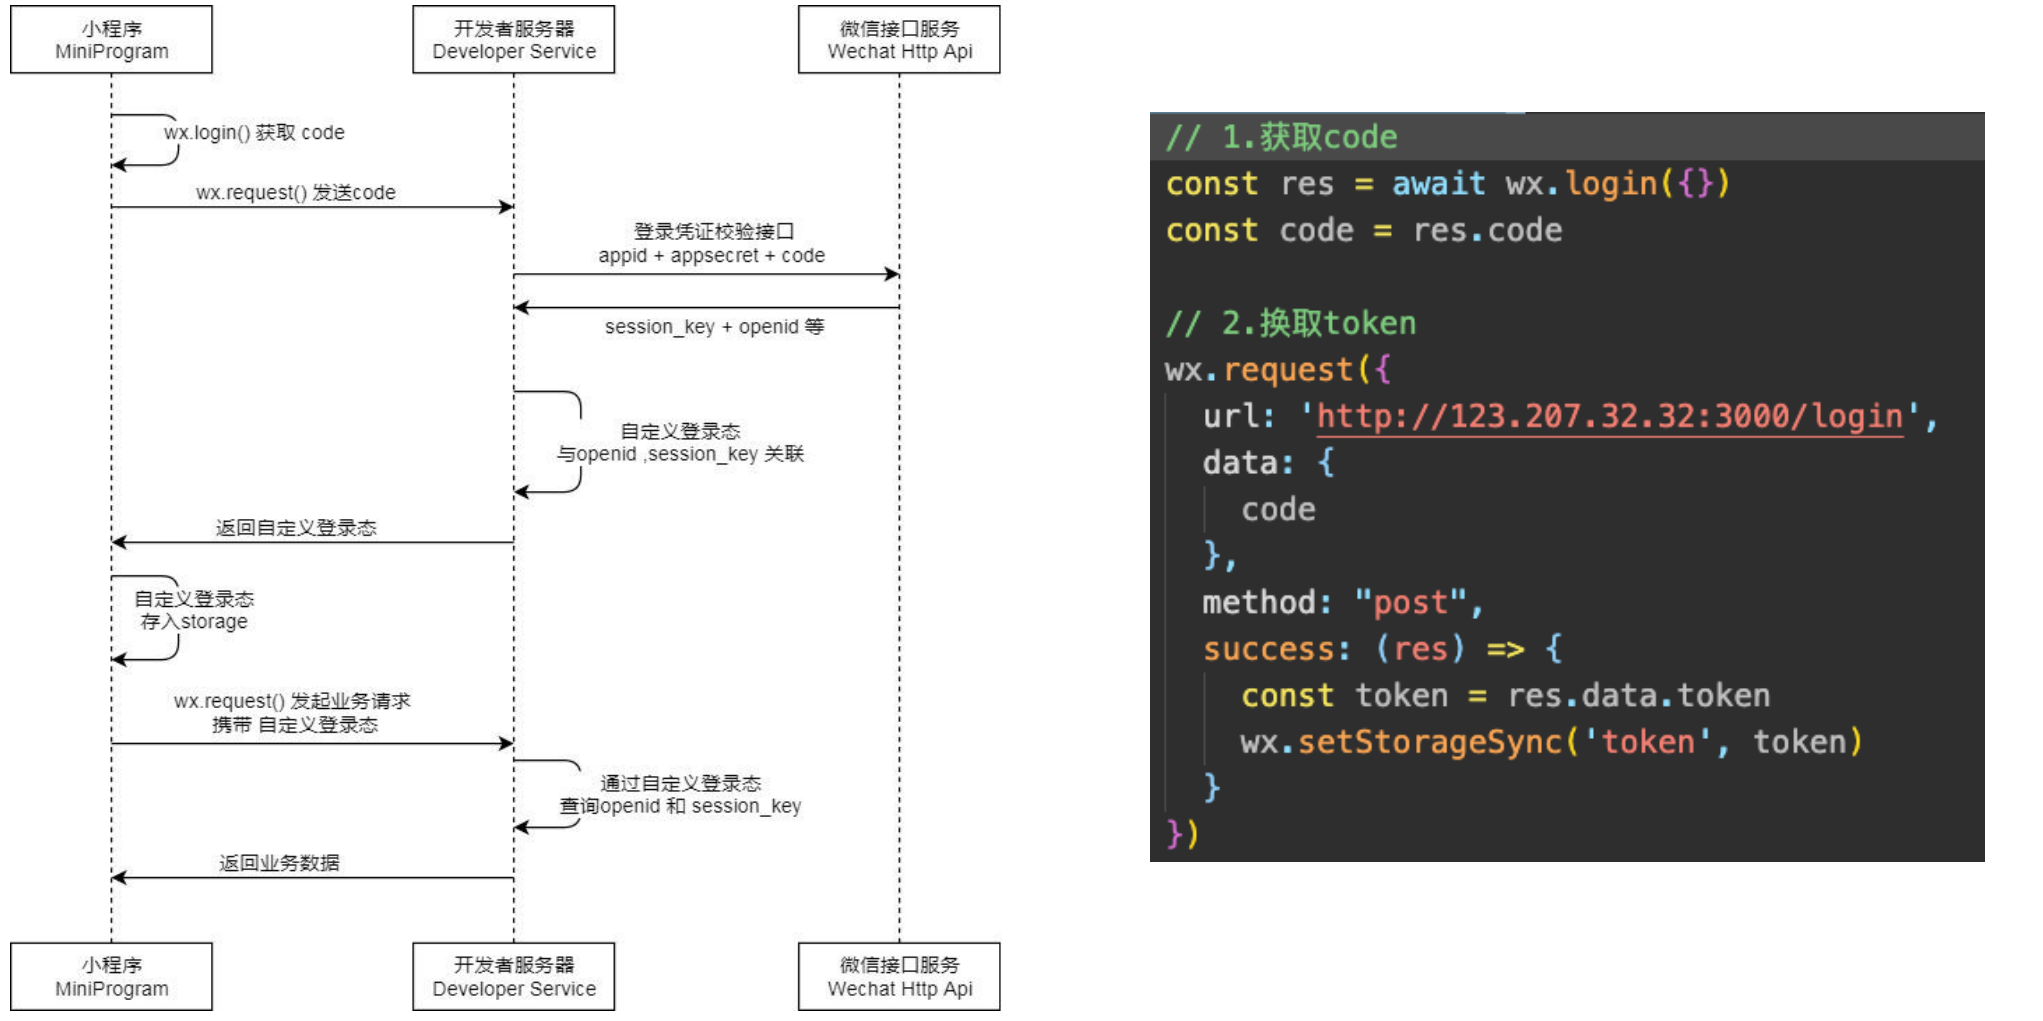 小程序
MiniProgram
开发者服务器
Developer Service
微信接口服务
Wechat Http Api
wx.login() 获取 code
wx.request() 发送code
登录凭证校验接口
appid + appsecret + code
session_key + openid 等
自定义登录态
与openid ,session_key 关联
返回自定义登录态
自定义登录态
存入storage
wx.request() 发起业务请求
携带 自定义登录态
通过自定义登录态
查询openid 和 session_key
返回业务数据
小程序
MiniProgram
开发者服务器
Developer Service
微信接口服务
Wechat Http Api
// 1.获取code
const res = await wx.login({})
const code = res.code
// 2.换取token
wx.request({
  url: 'http://123.207.32.32:3000/login',
  data: {
    code
  },
  method: "post",
  success: (res) => {
    const token = res.data.token
    wx.setStorageSync('token', token)
  }
})